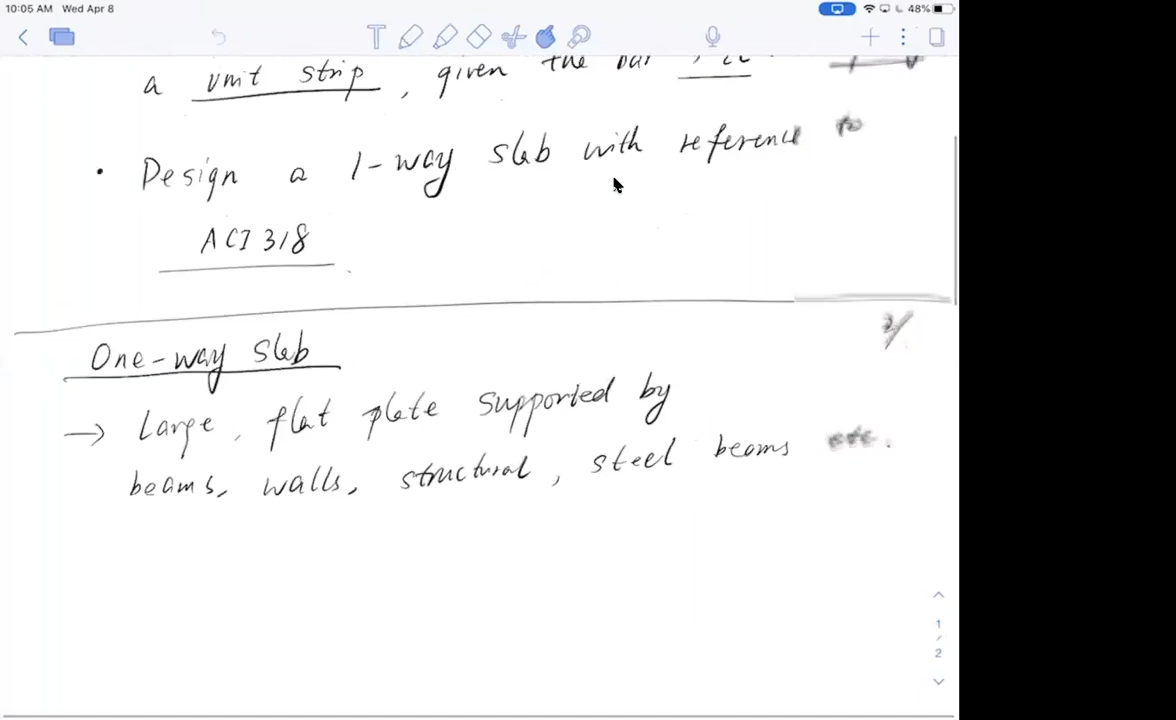 10:05 AM Wed Apr 8
48%
a unit strip, given the bar
• Design a 1-way slab with reference to
ACI 318
2/
One-way slab
→ Large, flat plate supported by
beams, walls, structural, steel beams etc.
1
/
2